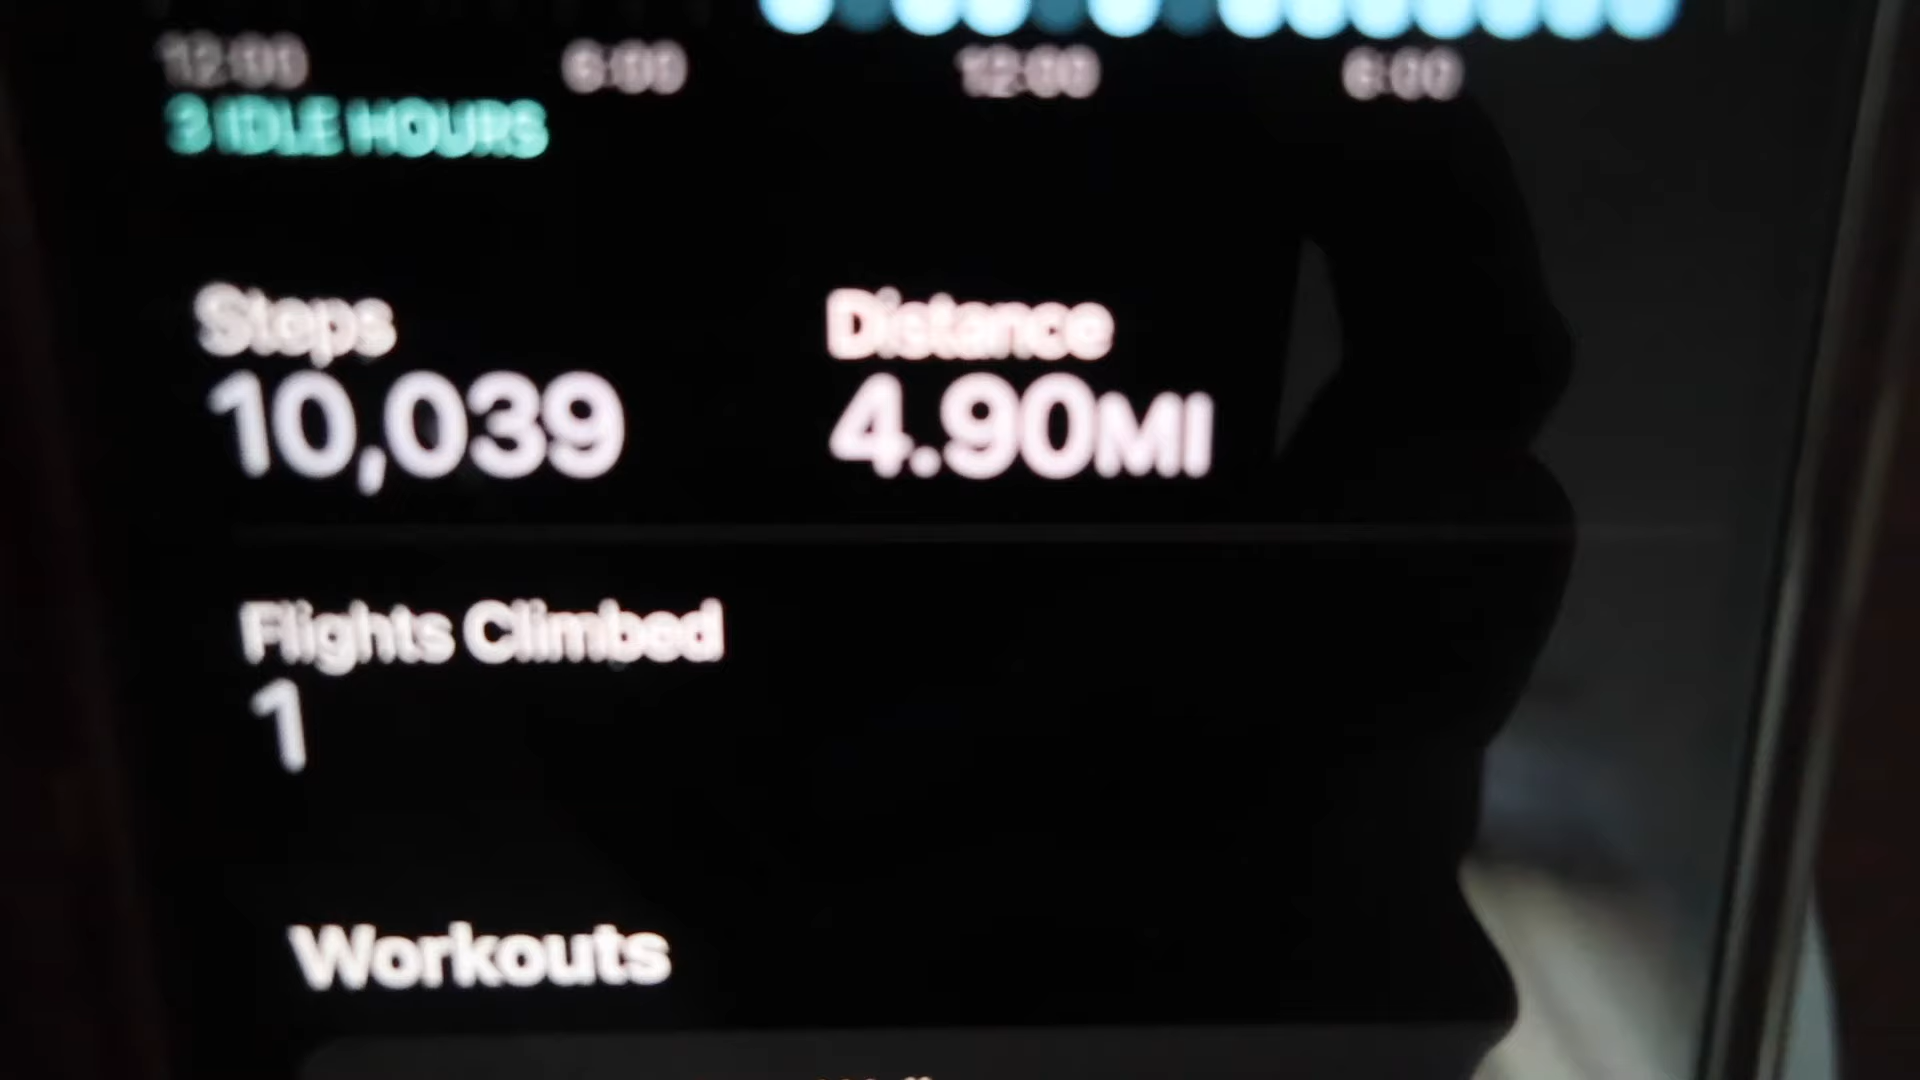 12:00 6:00 12:00 6:00
3 IDLE HOURS
Steps Distance
10,039 4.90MI
Flights Climbed
1
Workouts